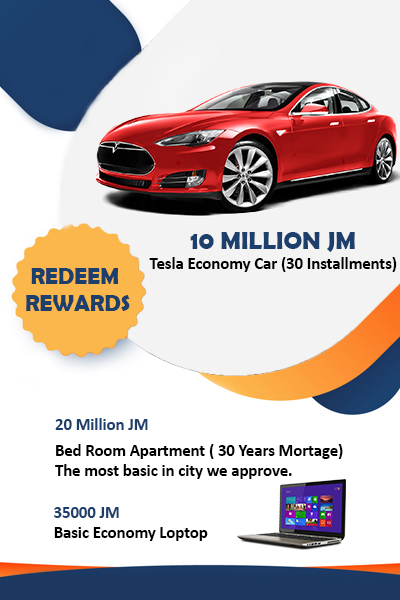 10 MILLION JM
Tesla Economy Car (30 Installments)
REDEEM
REWARDS
20 Million JM
Bed Room Apartment ( 30 Years Mortage)
The most basic in city we approve.
35000 JM
Basic Economy Loptop